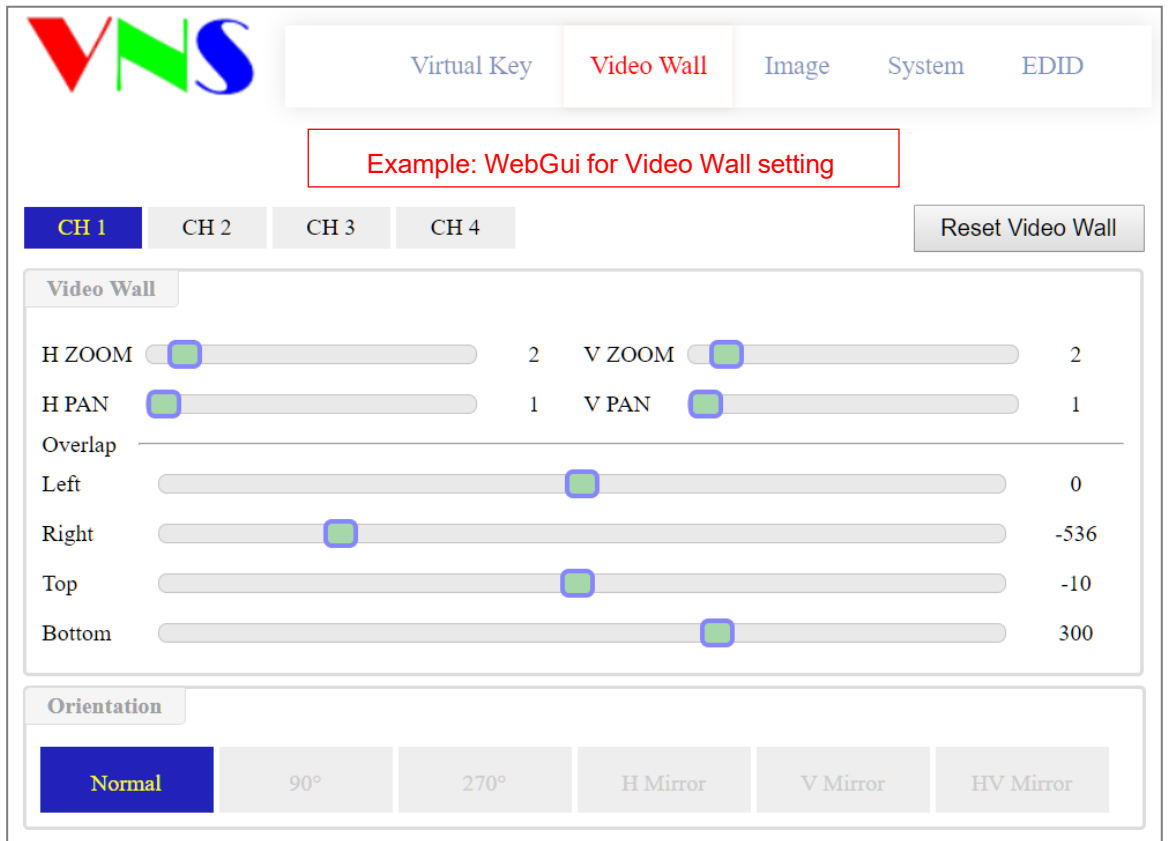 VNS
Virtual Key Video Wall Image System EDID
Example: WebGui for Video Wall setting
CH 1 CH 2 CH 3 CH 4 Reset Video Wall
Video Wall
H ZOOM 2 V ZOOM 2
H PAN 1 V PAN 1
Overlap
Left 0
Right -536
Top -10
Bottom 300
Orientation
Normal 90° 270° H Mirror V Mirror HV Mirror